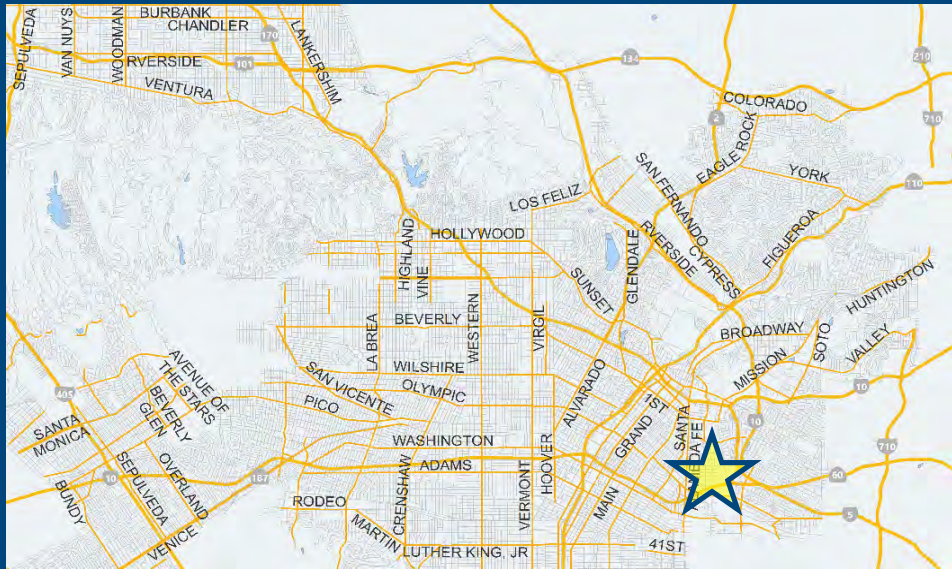 BURBANK
CHANDLER
SEPULVEDA
VAN NUYS
WOODMAN
LANKERSHIM
170
RVERSIDE
101
VENTURA
134
210
COLORADO
2
710
EAGLE ROCK
YORK
SAN FERNANDO
110
LOS FELIZ
FIGUEROA
HIGHLAND
HOLLYWOOD
VINE
RVERSIDE
CYPRESS
GLENDALE
SUNSET
HUNTINGTON
BEVERLY
LA BREA
WESTERN
VIRGIL
BROADWAY
SOTO
VALLEY
MISSION
WILSHIRE
AVENUE OF
THE STARS
SAN VICENTE
OLYMPIC
ALVARADO
10
405
BEVERLY
GLEN
PICO
1ST
SANTA
FE
GRAND
10
SANTA
MONICA
WASHINGTON
ADAMS
HOOVER
710
SEPULVEDA
OVERLAND
10
187
60
BUNDY
RODEO
CRENSHAW
VERMONT
MAIN
5
VENICE
MARTIN
LUTHER KING, JR
41ST